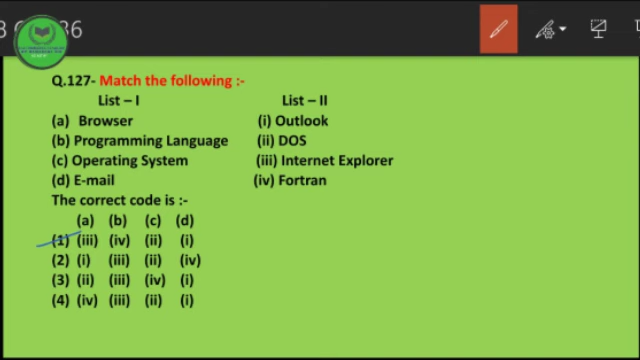 36
Q.127- Match the following :-
List – I List – II
(a) Browser (i) Outlook
(b) Programming Language (ii) DOS
(c) Operating System (iii) Internet Explorer
(d) E-mail (iv) Fortran
The correct code is :-
(a) (b) (c) (d)
(1) (iii) (iv) (ii) (i)
(2) (i) (iii) (ii) (iv)
(3) (ii) (iii) (iv) (i)
(4) (iv) (iii) (ii) (i)